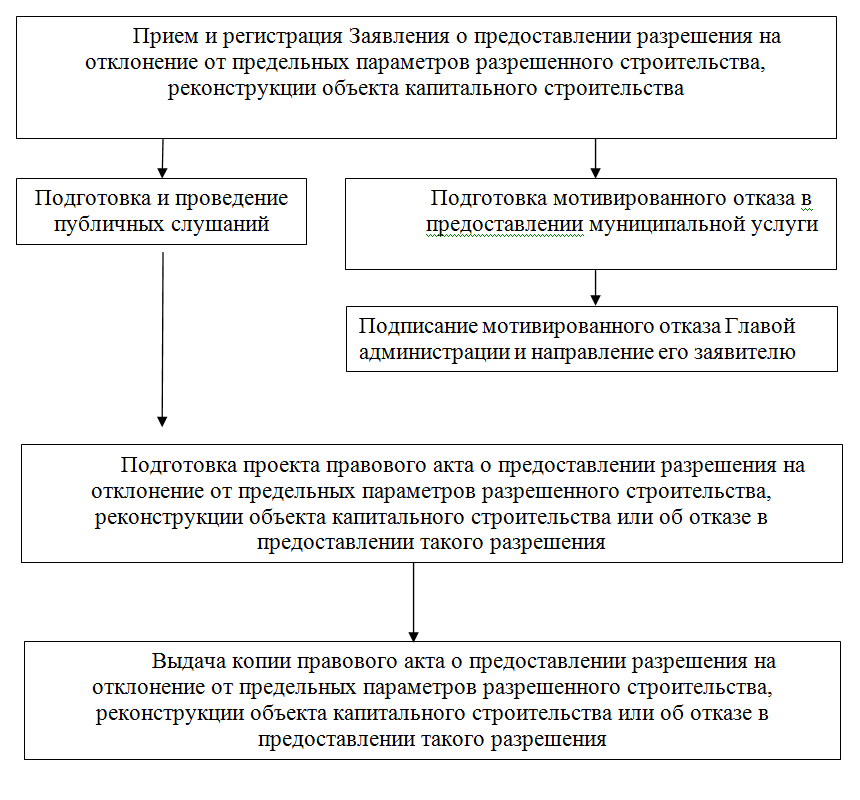 Прием и регистрация Заявления о предоставлении разрешения на
отклонение от предельных параметров разрешенного строительства,
реконструкции объекта капитального строительства
Подготовка и проведение
публичных слушаний
Подготовка мотивированного отказа в
предоставлении муниципальной услуги
Подписание мотивированного отказа Главой
администрации и направление его заявителю
Подготовка проекта правового акта о предоставлении разрешения на
отклонение от предельных параметров разрешенного строительства,
реконструкции объекта капитального строительства или об отказе в
предоставлении такого разрешения
Выдача копии правового акта о предоставлении разрешения на
отклонение от предельных параметров разрешенного строительства,
реконструкции объекта капитального строительства или об отказе в
предоставлении такого разрешения